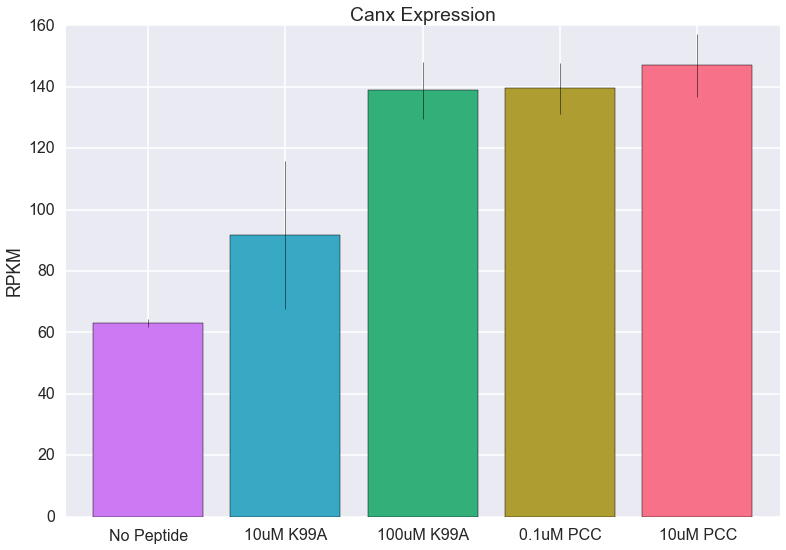 Canx Expression
160
140
120
100
80
60
40
20
0
RPKM
No Peptide
10uM K99A
100uM K99A
0.1uM PCC
10uM PCC